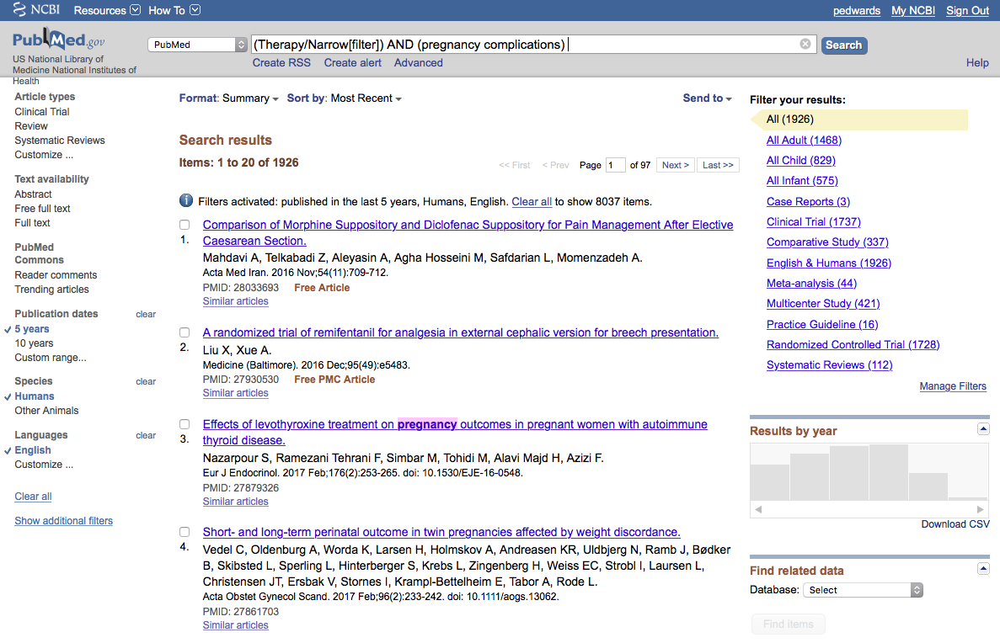 NCBI Resources How To pedwards My NCBI Sign Out
PubMed.gov
US National Library of
Medicine National Institutes of
Health
PubMed (Therapy/Narrow[filter]) AND (pregnancy complications) Search
Create RSS Create alert Advanced Help
Article types
Clinical Trial
Review
Systematic Reviews
Customize ...
Text availability
Abstract
Free full text
Full text
PubMed
Commons
Reader comments
Trending articles
Publication dates clear
5 years
10 years
Custom range...
Species clear
Humans
Other Animals
Languages clear
English
Customize ...
Clear all
Show additional filters
Format: Summary Sort by: Most Recent Send to
Search results
Items: 1 to 20 of 1926
<< First < Prev Page 1 of 97 Next > Last >>
Filters activated: published in the last 5 years, Humans, English. Clear all to show 8037 items.
Comparison of Morphine Suppository and Diclofenac Suppository for Pain Management After Elective
1. Caesarean Section.
Mahdavi A, Telkabadi Z, Aleyasin A, Agha Hosseini M, Safdarian L, Momenzadeh A.
Acta Med Iran. 2016 Nov;54(11):709-712.
PMID: 28033693 Free Article
Similar articles
A randomized trial of remifentanil for analgesia in external cephalic version for breech presentation.
2. Liu X, Xue A.
Medicine (Baltimore). 2016 Dec;95(49):e5483.
PMID: 27930530 Free PMC Article
Similar articles
Effects of levothyroxine treatment on pregnancy outcomes in pregnant women with autoimmune
3. thyroid disease.
Nazarpour S, Ramezani Tehrani F, Simbar M, Tohidi M, Alavi Majd H, Azizi F.
Eur J Endocrinol. 2017 Feb;176(2):253-265. doi: 10.1530/EJE-16-0548.
PMID: 27879326
Similar articles
Short- and long-term perinatal outcome in twin pregnancies affected by weight discordance.
4. Vedel C, Oldenburg A, Worda K, Larsen H, Holmskov A, Andreasen KR, Uldbjerg N, Ramb J, Bødker
B, Skibsted L, Sperling L, Hinterberger S, Krebs L, Zingenberg H, Weiss EC, Strobl I, Laursen L,
Christensen JT, Ersbak V, Stornes I, Krampl-Bettelheim E, Tabor A, Rode L.
Acta Obstet Gynecol Scand. 2017 Feb;96(2):233-242. doi: 10.1111/aogs.13062.
PMID: 27861703
Similar articles
Filter your results:
All (1926)
All Adult (1468)
All Child (829)
All Infant (575)
Case Reports (3)
Clinical Trial (1737)
Comparative Study (337)
English & Humans (1926)
Meta-analysis (44)
Multicenter Study (421)
Practice Guideline (16)
Randomized Controlled Trial (1728)
Systematic Reviews (112)
Manage Filters
Results by year
Download CSV
Find related data
Database: Select
Find items